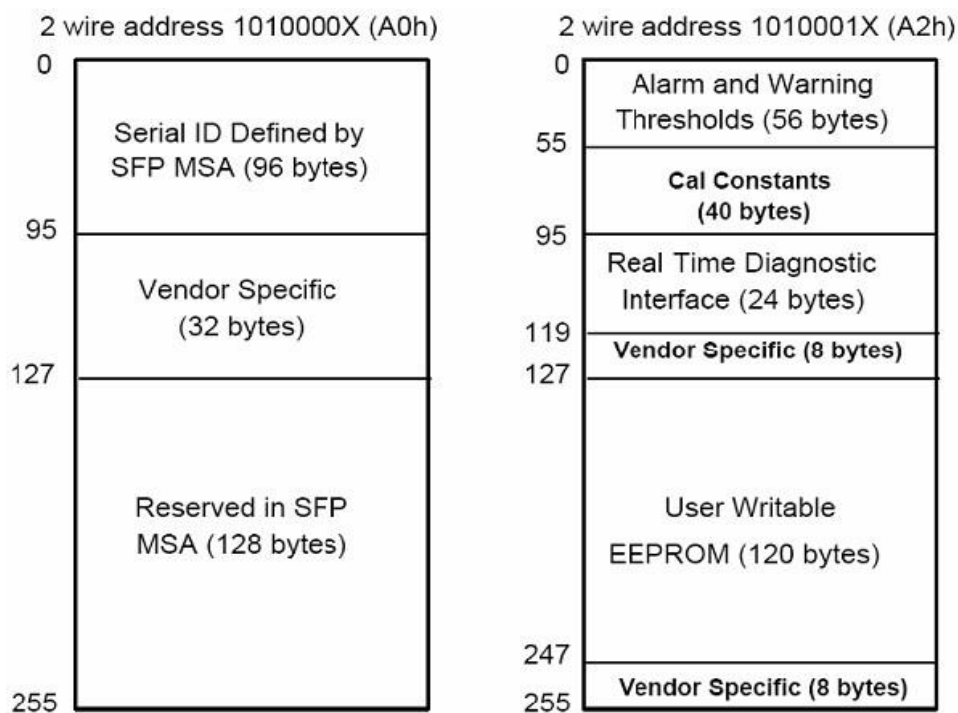 2 wire address 1010000X (A0h)
0
Serial ID Defined by
SFP MSA (96 bytes)
95
Vendor Specific
(32 bytes)
127
Reserved in SFP
MSA (128 bytes)
255
2 wire address 1010001X (A2h)
0
Alarm and Warning
Thresholds (56 bytes)
55
Cal Constants
(40 bytes)
95
Real Time Diagnostic
Interface (24 bytes)
119
Vendor Specific (8 bytes)
127
User Writable
EEPROM (120 bytes)
247
Vendor Specific (8 bytes)
255